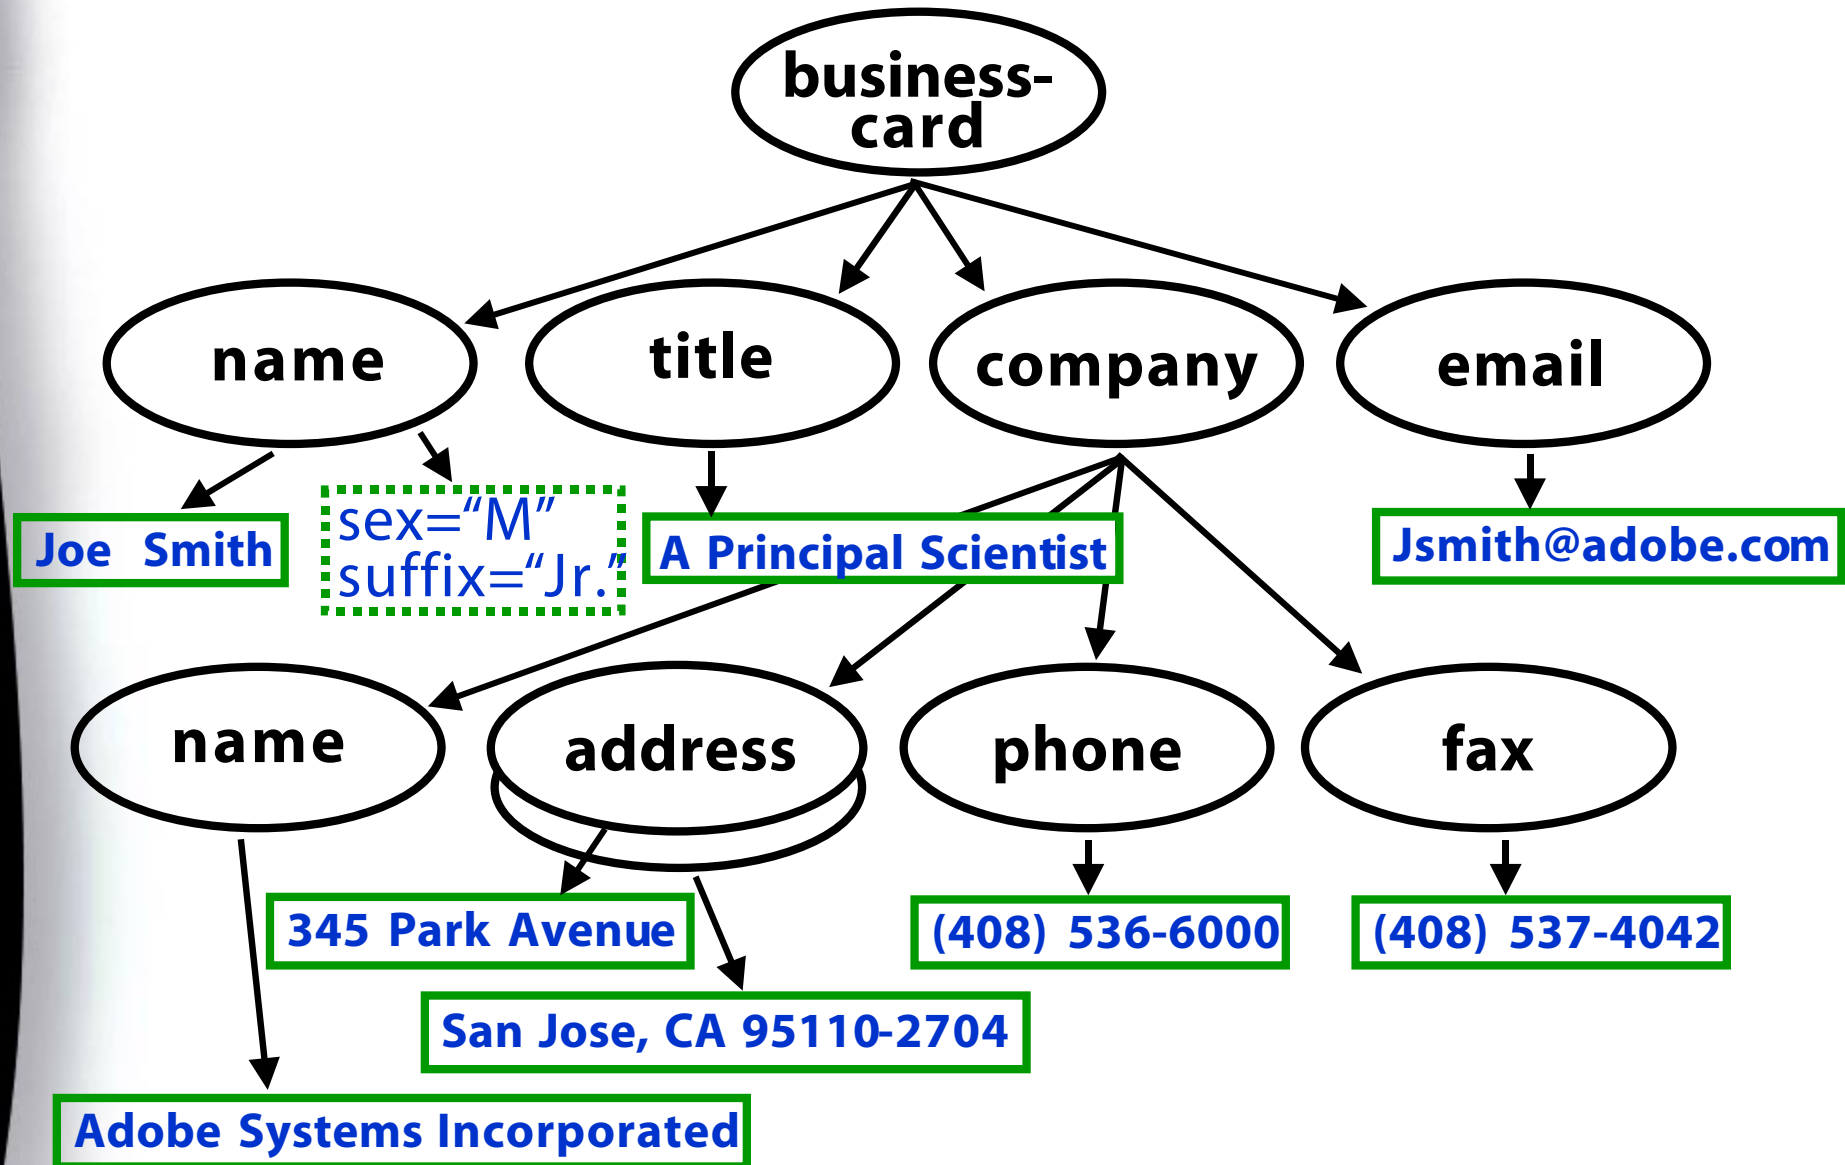 business-
card
name
title
company
email
Joe Smith
sex=“M”
suffix=“Jr.”
A Principal Scientist
Jsmith@adobe.com
name
address
phone
fax
345 Park Avenue
(408) 536-6000
(408) 537-4042
San Jose, CA 95110-2704
Adobe Systems Incorporated